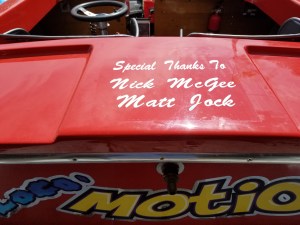 Special Thanks To
Nick McGee
Matt Jock
LOCO'
MOTIO